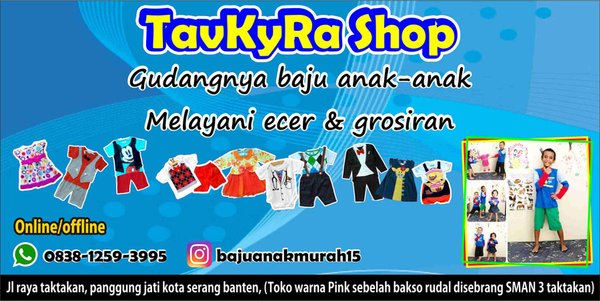 TavKyRa Shop
Gudangnya baju anak-anak
Melayani ecer & grosiran
Online/offline
0838-1259-3995
bajuanakmurah15
Jl raya taktakan, panggung jati kota serang banten, (Toko warna Pink sebelah bakso rudal disebrang SMAN 3 taktakan)